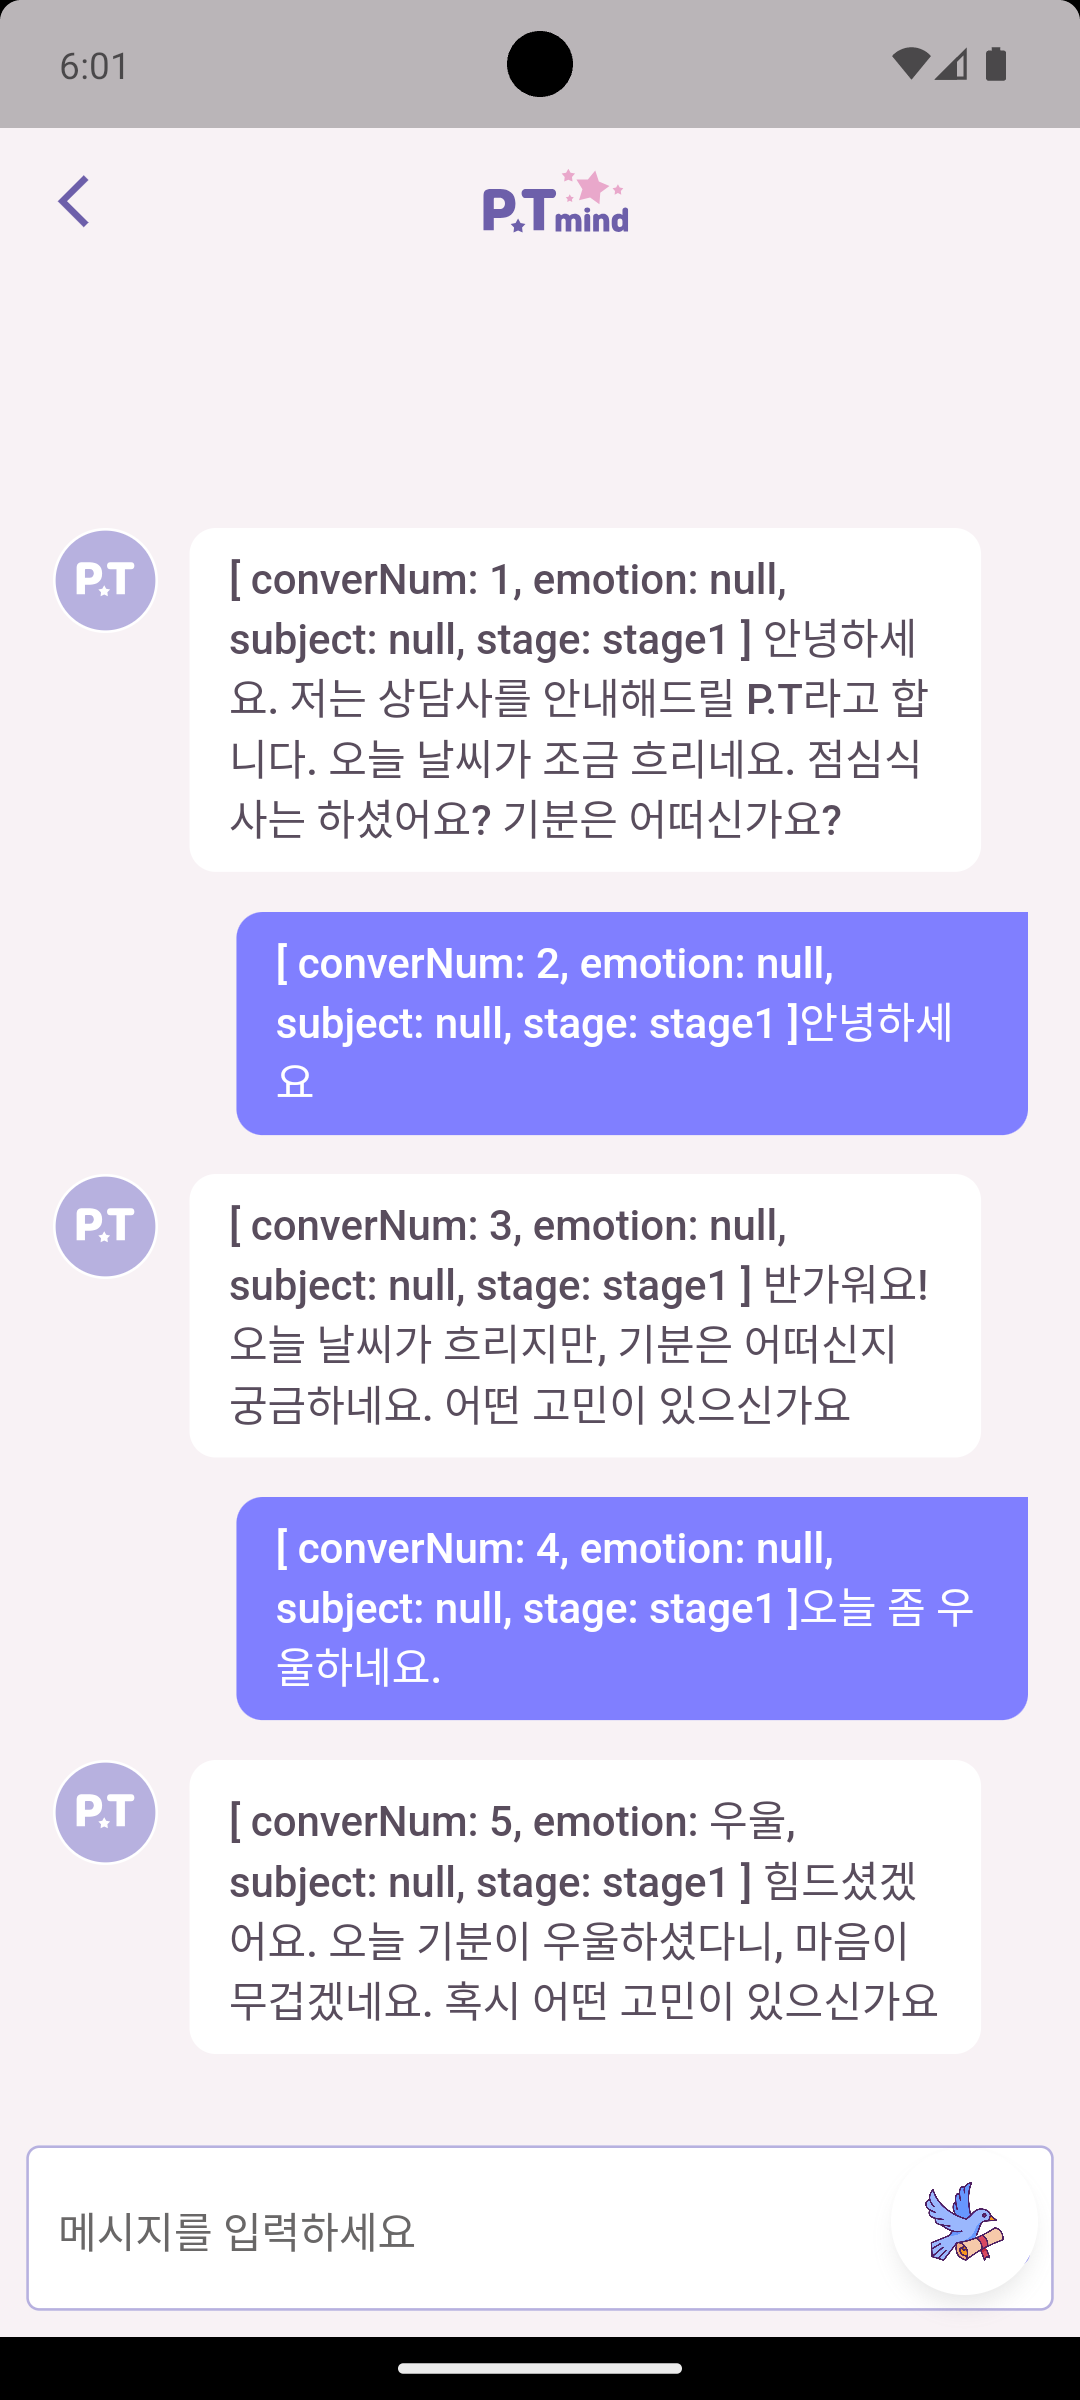 6:01
P.T mind
P.T
[ converNum: 1, emotion: null,
subject: null, stage: stage1 ] 안녕하세
요. 저는 상담사를 안내해드릴 P.T라고 합
니다. 오늘 날씨가 조금 흐리네요. 점심식
사는 하셨어요? 기분은 어떠신가요?
[ converNum: 2, emotion: null,
subject: null, stage: stage1 ]안녕하세
요
P.T
[ converNum: 3, emotion: null,
subject: null, stage: stage1 ] 반가워요!
오늘 날씨가 흐리지만, 기분은 어떠신지
궁금하네요. 어떤 고민이 있으신가요
[ converNum: 4, emotion: null,
subject: null, stage: stage1 ]오늘 좀 우
울하네요.
P.T
[ converNum: 5, emotion: 우울,
subject: null, stage: stage1 ] 힘드셨겠
어요. 오늘 기분이 우울하셨다니, 마음이
무겁겠네요. 혹시 어떤 고민이 있으신가요
메시지를 입력하세요